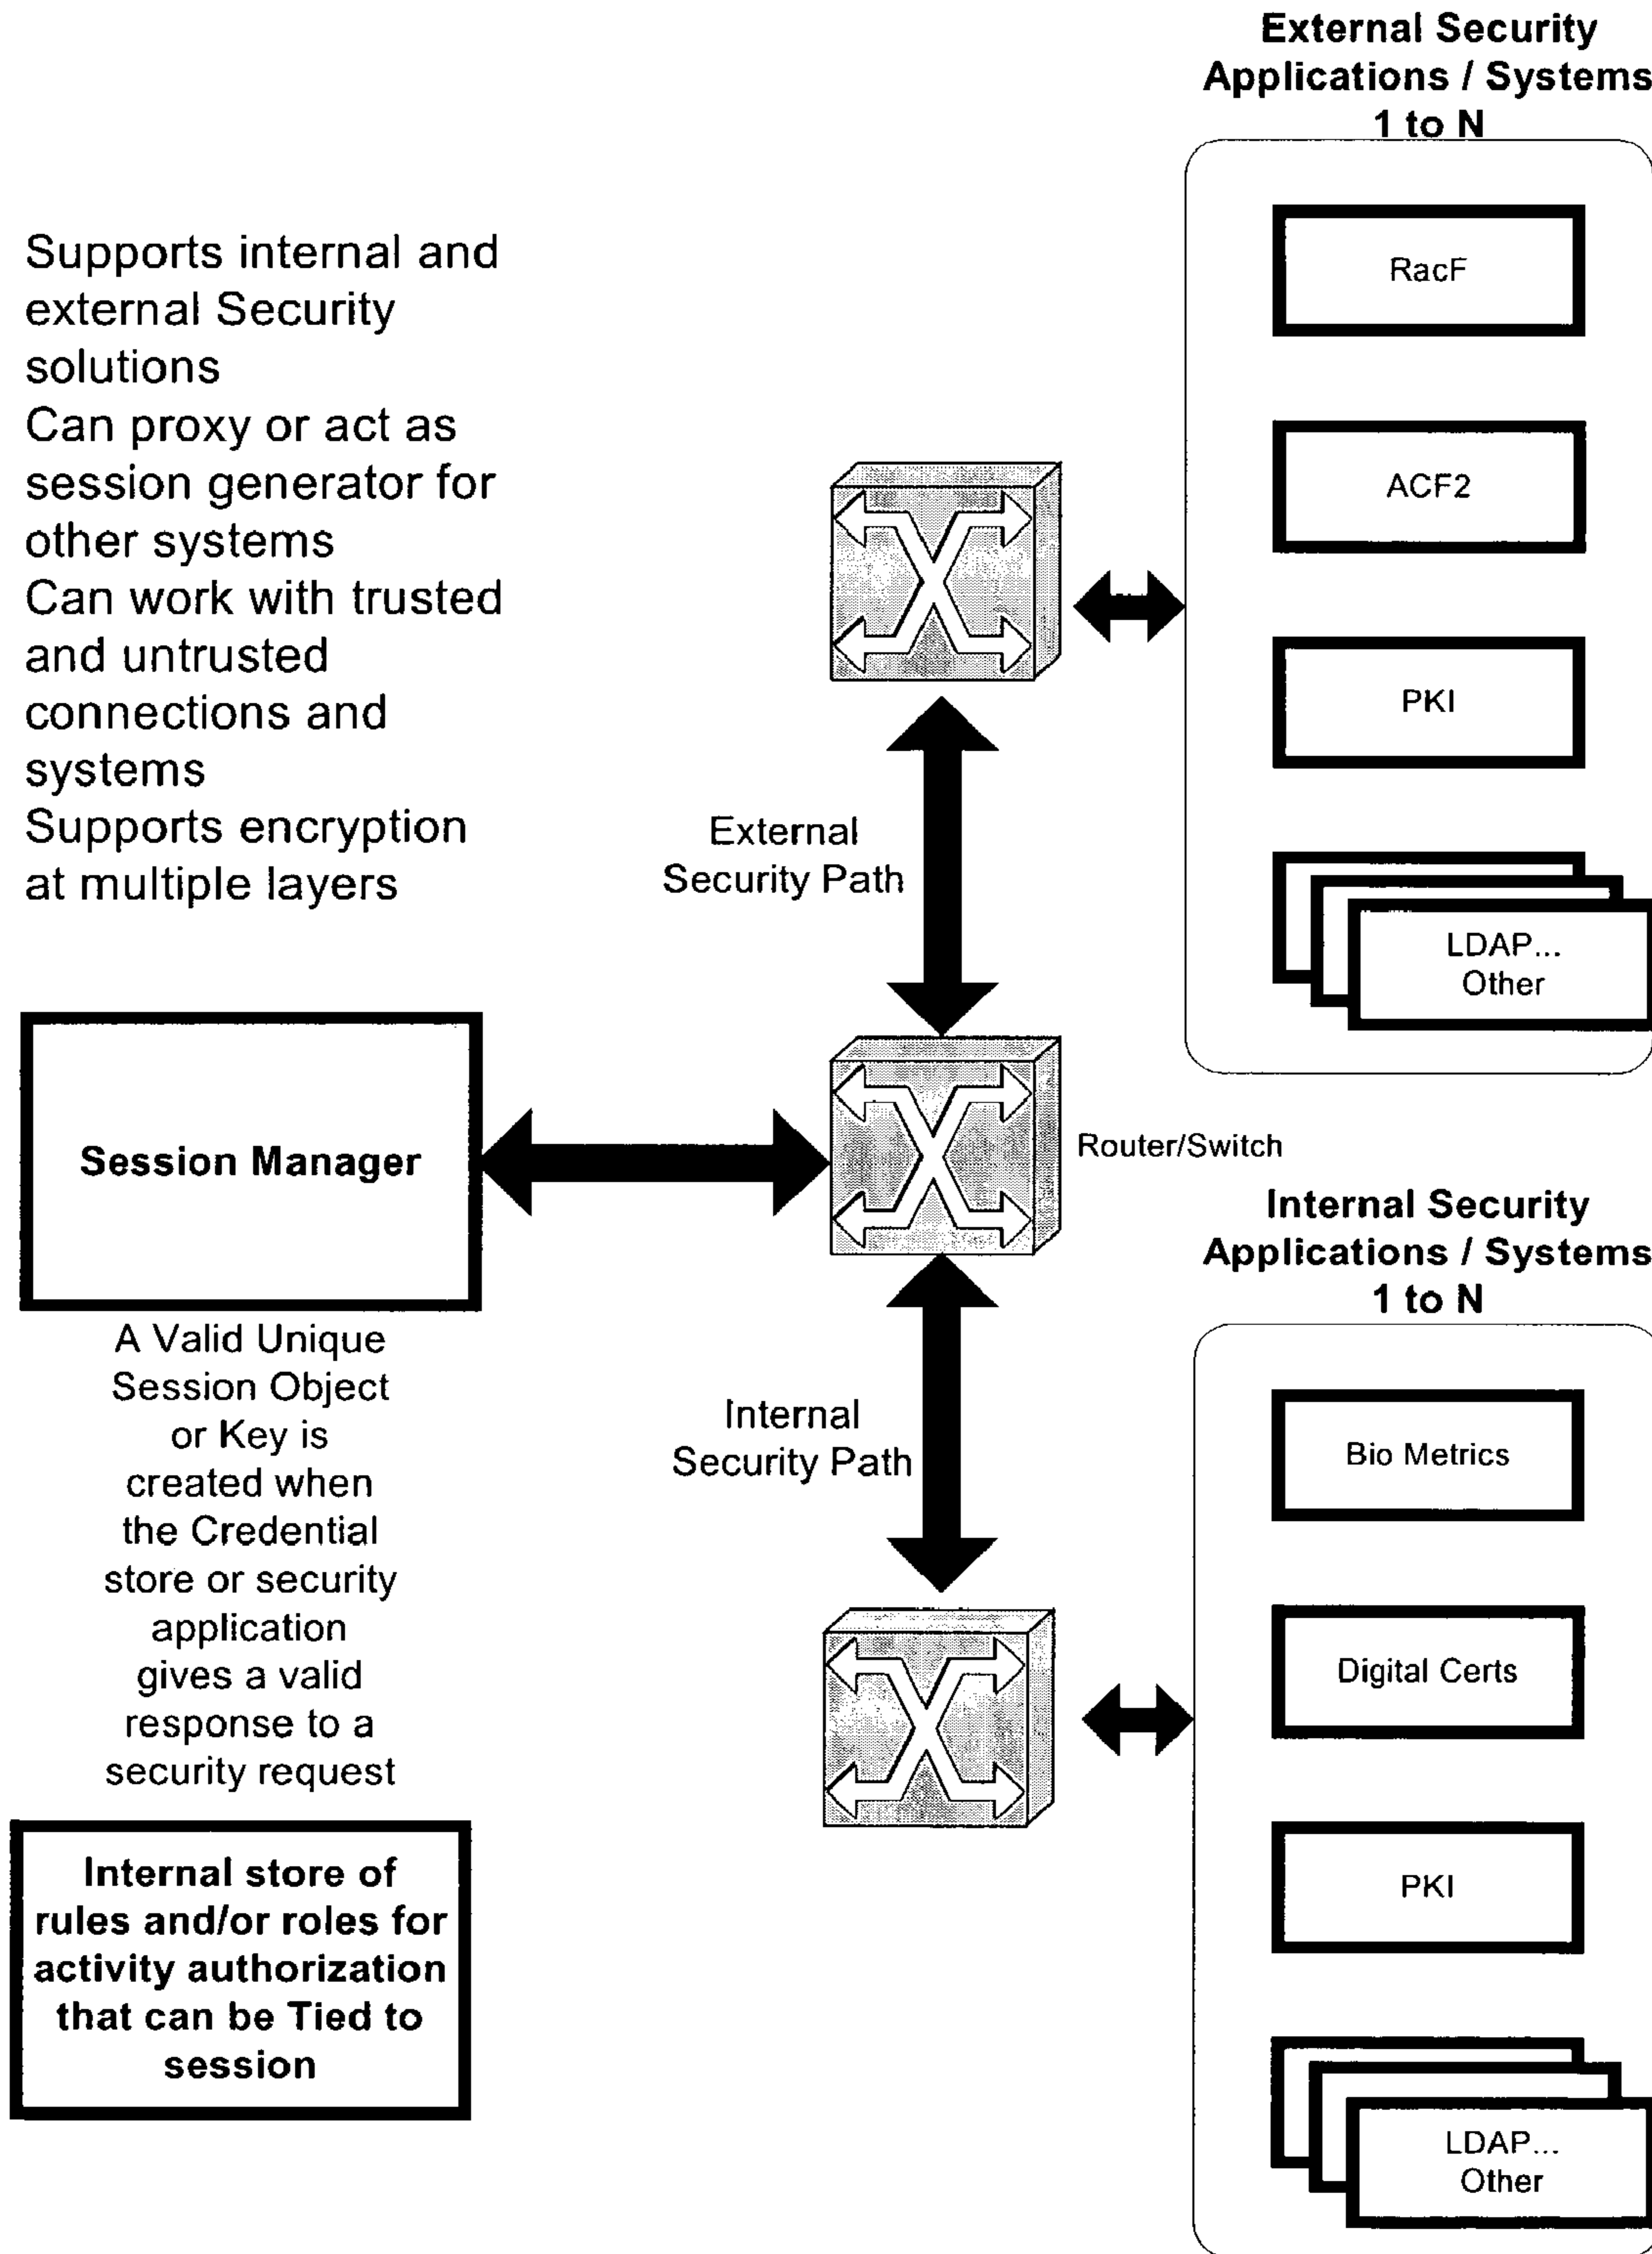 External Security
Applications / Systems
1 to N
Supports internal and
external Security
solutions
Can proxy or act as
session generator for
other systems
Can work with trusted
and untrusted
connections and
systems
Supports encryption
at multiple layers
RacF
ACF2
PKI
LDAP...
Other
External
Security Path
Session Manager
Router/Switch
A Valid Unique
Session Object
or Key is
created when
the Credential
store or security
application
gives a valid
response to a
security request
Internal
Security Path
Internal Security
Applications / Systems
1 to N
Bio Metrics
Digital Certs
PKI
LDAP...
Other
Internal store of
rules and/or roles for
activity authorization
that can be Tied to
session